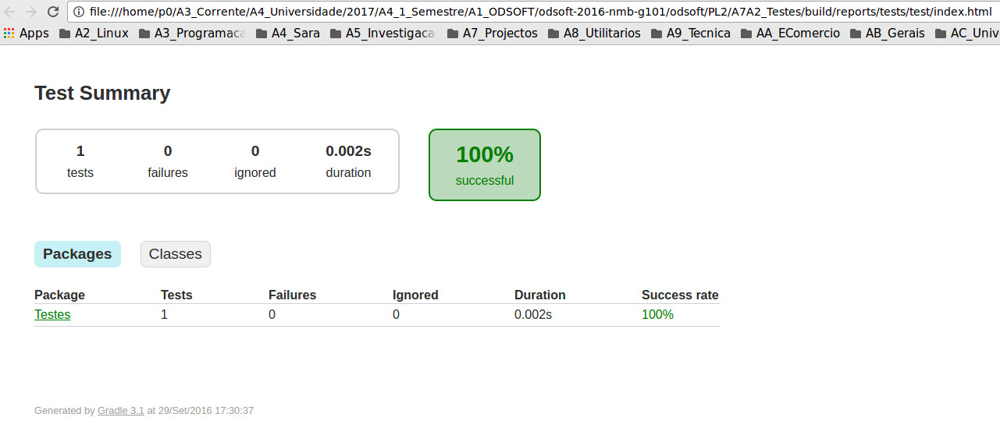 file:///home/p0/A3_Corrente/A4_Universidade/2017/A4_1_Semestre/A1_ODSOFT/odsoft-2016-nmb-g101/odsoft/PL2/A7A2_Testes/build/reports/tests/test/index.html
Apps A2_Linux A3_Programaca A4_Sara A5_Investigaca A7_Projectos A8_Utilitarios A9_Tecnica AA_EComercio AB_Gerais AC_Unive
Test Summary
1 0 0 0.002s
tests failures ignored duration
100%
successful
Packages Classes
Package Tests Failures Ignored Duration Success rate
Testes 1 0 0 0.002s 100%
Generated by Gradle 3.1 at 29/Set/2016 17:30:37